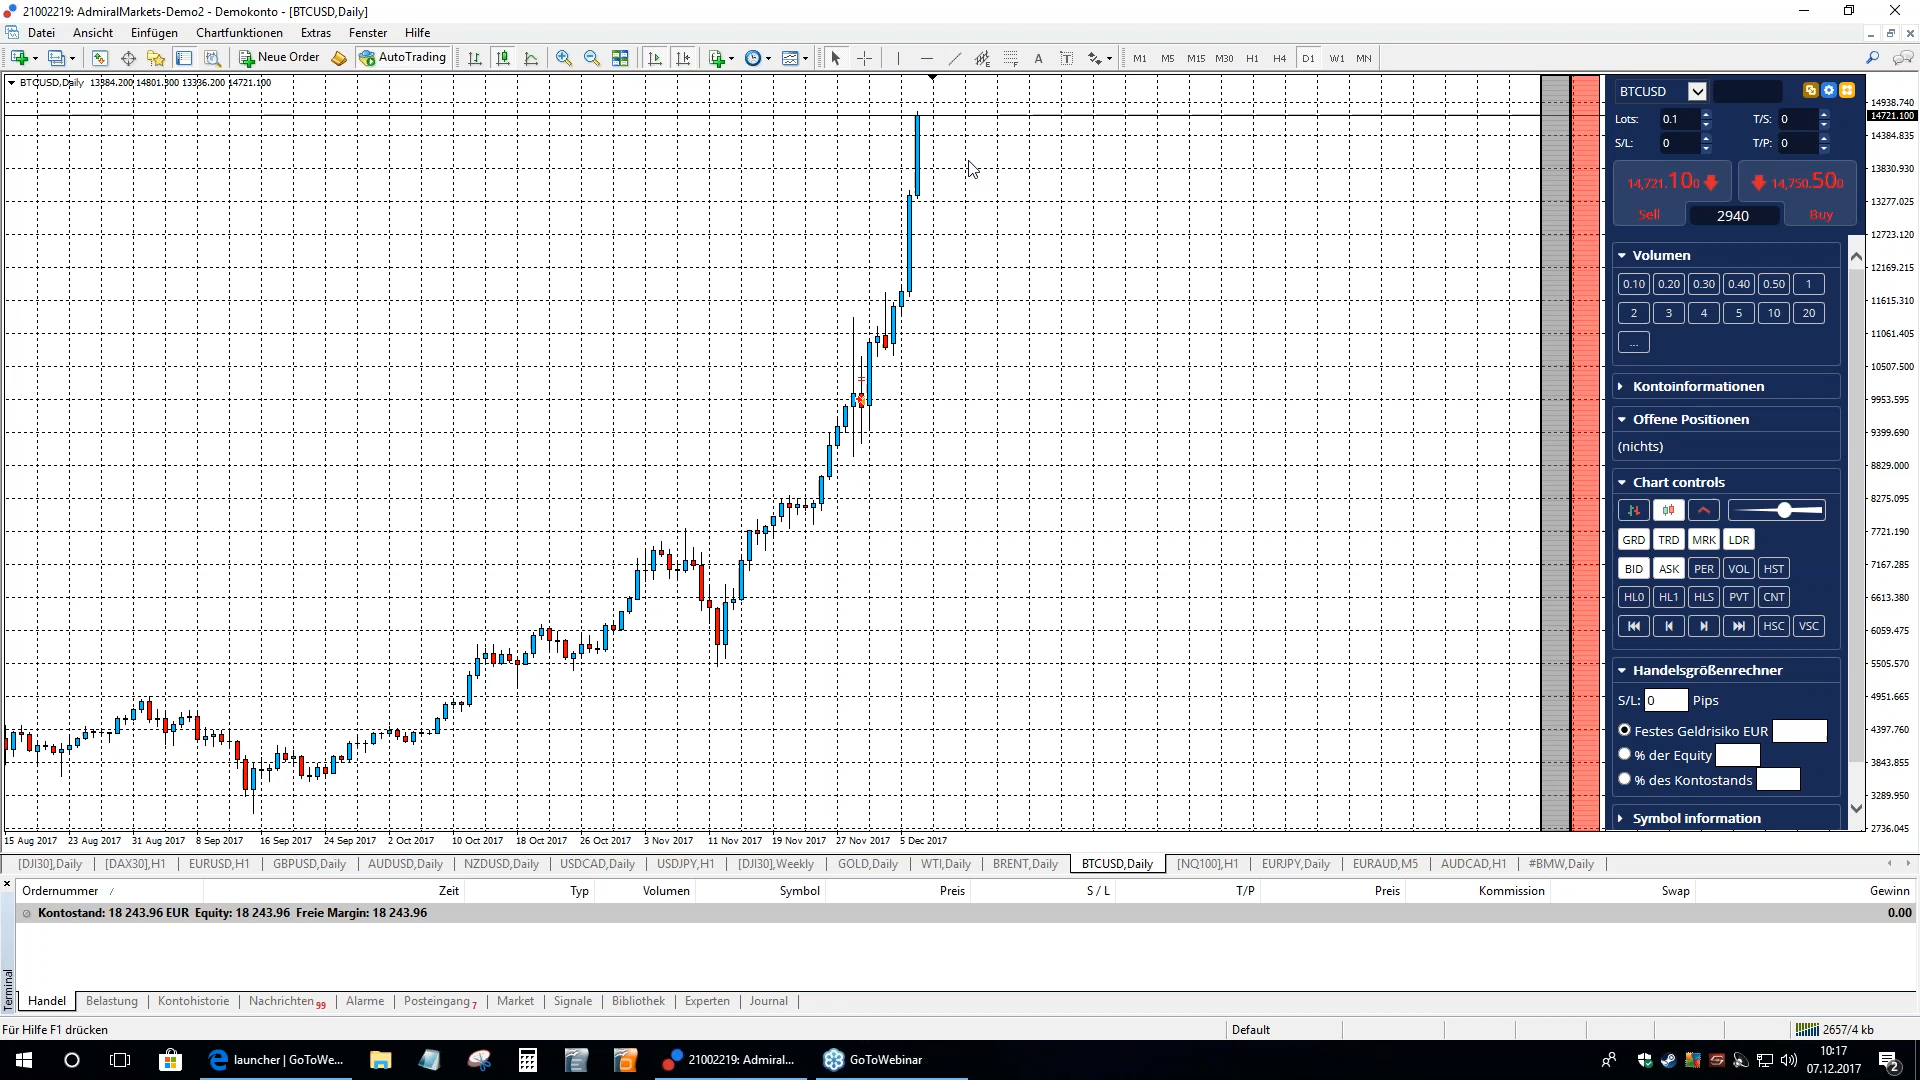 21002219: AdmiralMarkets-Demo2 - Demokonto - [BTCUSD,Daily]
Datei Ansicht Einfügen Chartfunktionen Extras Fenster Hilfe
Neue Order AutoTrading A T M1 M5 M15 M30 H1 H4 D1 W1 MN
BTCUSD,Daily 13384.200 14801.300 13336.200 14721.100
14938.740
14721.100
14384.835
13830.930
13277.025
12723.120
12169.215
11615.310
11061.405
10507.500
9953.595
9399.690
8829.000
8275.095
7721.190
7167.285
6613.380
6059.475
5505.570
4951.665
4397.760
3843.855
3289.950
2736.045
BTCUSD
Lots: 0.1 T/S: 0
S/L: 0 T/P: 0
14,721.100 14,750.500
Sell 2940 Buy
Volumen
0.10 0.20 0.30 0.40 0.50 1
2 3 4 5 10 20
...
Kontoinformationen
Offene Positionen
(nichts)
Chart controls
GRD TRD MRK LDR
BID ASK PER VOL HST
HL0 HL1 HLS PVT CNT
HSC VSC
Handelsgrößenrechner
S/L: 0 Pips
Festes Geldrisiko EUR
% der Equity
% des Kontostands
Symbol information
15 Aug 2017 23 Aug 2017 31 Aug 2017 8 Sep 2017 16 Sep 2017 24 Sep 2017 2 Oct 2017 10 Oct 2017 18 Oct 2017 26 Oct 2017 3 Nov 2017 11 Nov 2017 19 Nov 2017 27 Nov 2017 5 Dec 2017
[DJI30],Daily [DAX30],H1 EURUSD,H1 GBPUSD,Daily AUDUSD,Daily NZDUSD,Daily USDCAD,Daily USDJPY,H1 [DJI30],Weekly GOLD,Daily WTI,Daily BRENT,Daily BTCUSD,Daily [NQ100],H1 EURJPY,Daily EURAUD,M5 AUDCAD,H1 #BMW,Daily
Ordernummer Zeit Typ Volumen Symbol Preis S / L T/P Preis Kommission Swap Gewinn
Kontostand: 18 243.96 EUR Equity: 18 243.96 Freie Margin: 18 243.96 0.00
Terminal
Handel Belastung Kontohistorie Nachrichten 99 Alarme Posteingang 7 Market Signale Bibliothek Experten Journal
Für Hilfe F1 drücken Default 2657/4 kb
launcher | GoToWe... 21002219: Admiral... GoToWebinar
10:17
07.12.2017
2